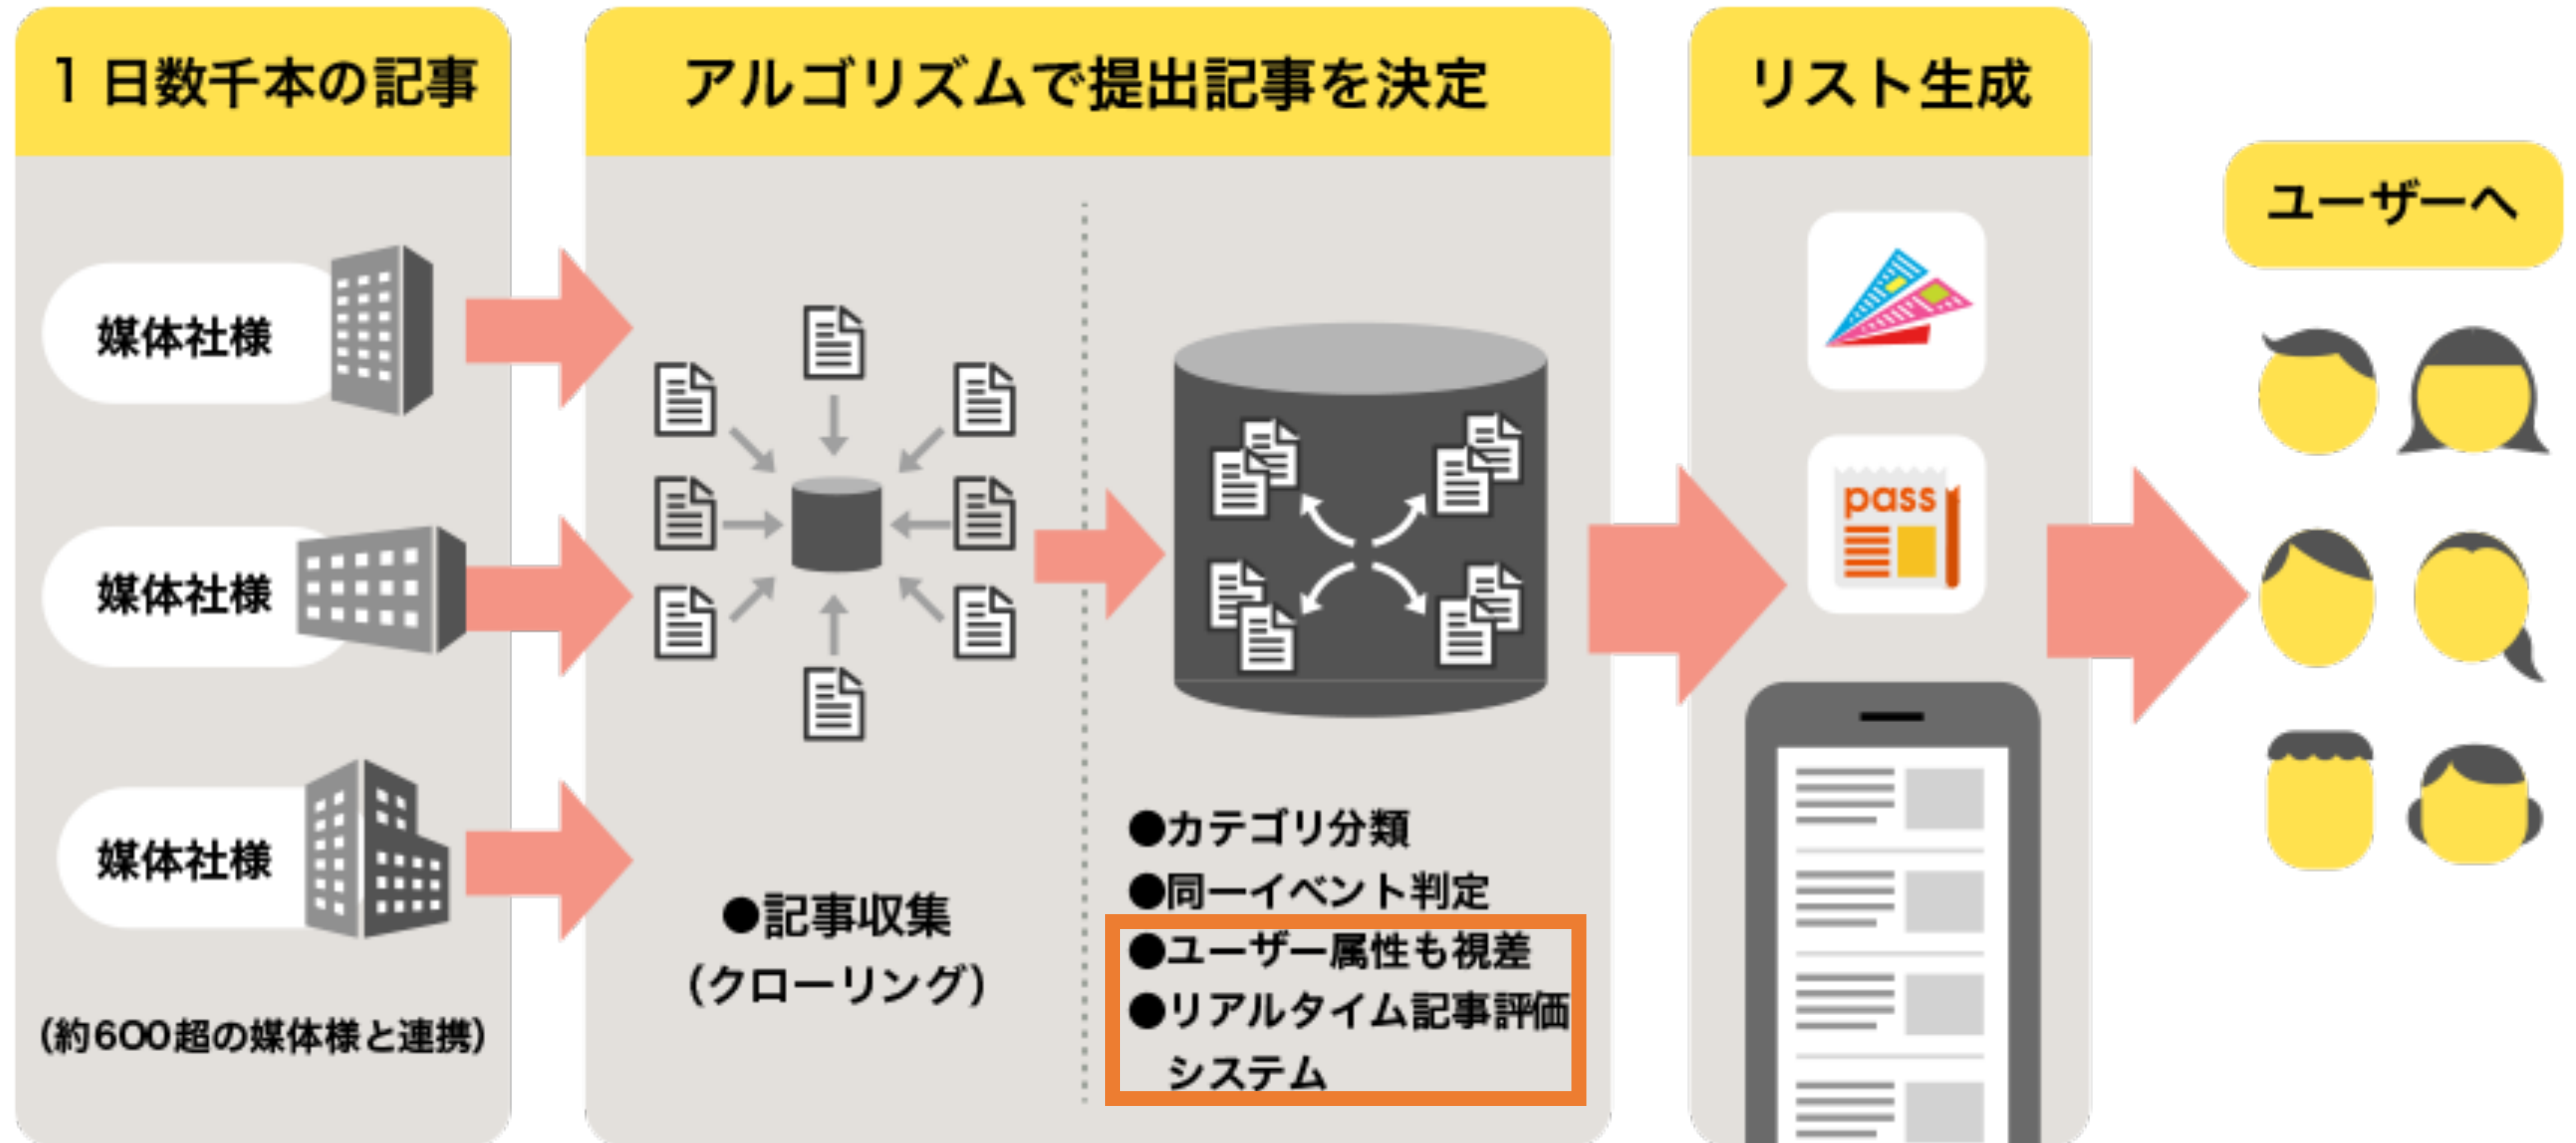 1日数千本の記事
媒体社様
媒体社様
媒体社様
(約600超の媒体様と連携)
アルゴリズムで提出記事を決定
●記事収集
(クローリング)
●カテゴリ分類
●同一イベント判定
●ユーザー属性も視差
●リアルタイム記事評価
システム
リスト生成
pass
ユーザーへ